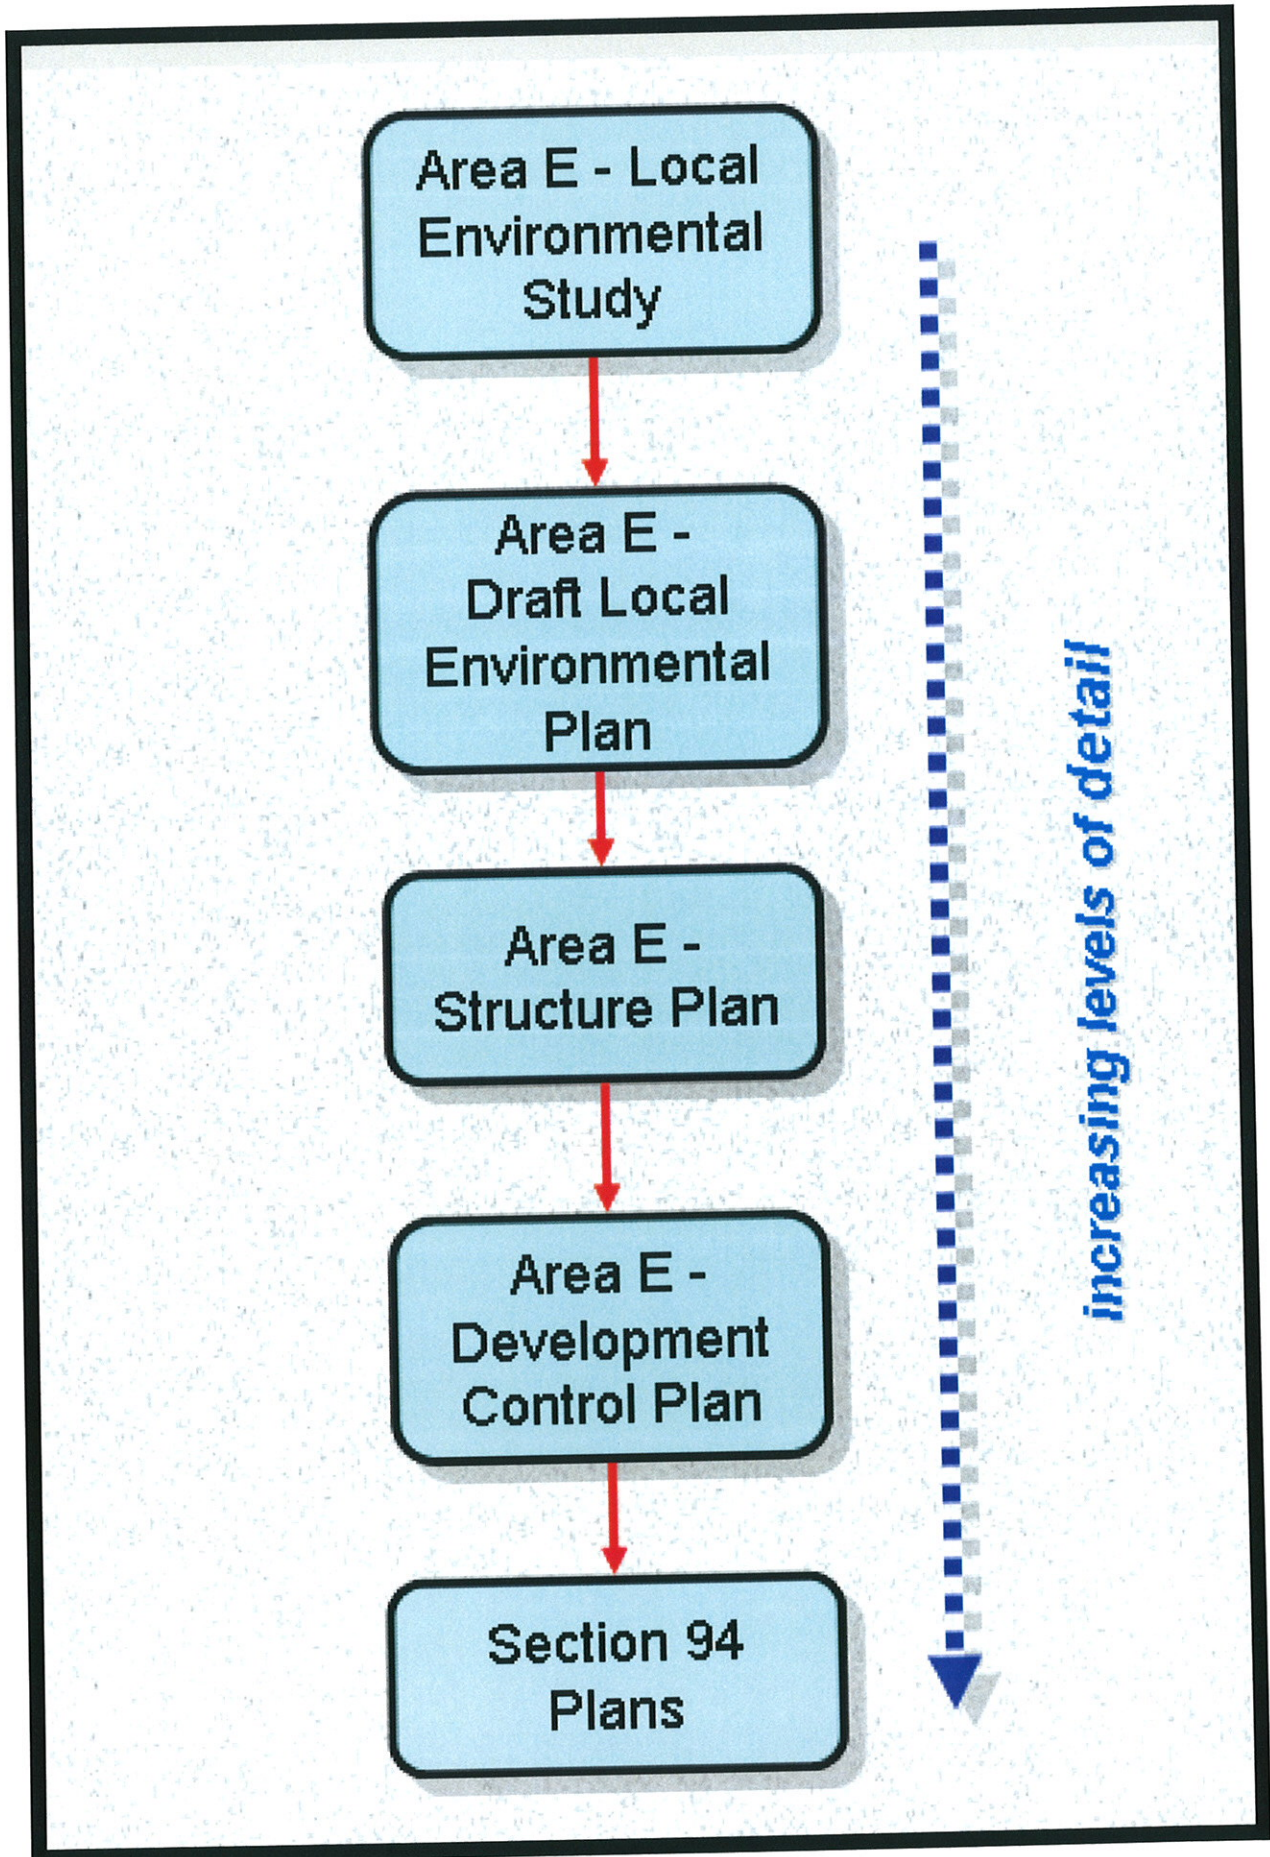 Area E - Local
Environmental
Study
Area E -
Draft Local
Environmental
Plan
Area E -
Structure Plan
Area E -
Development
Control Plan
Section 94
Plans
increasing levels of detail